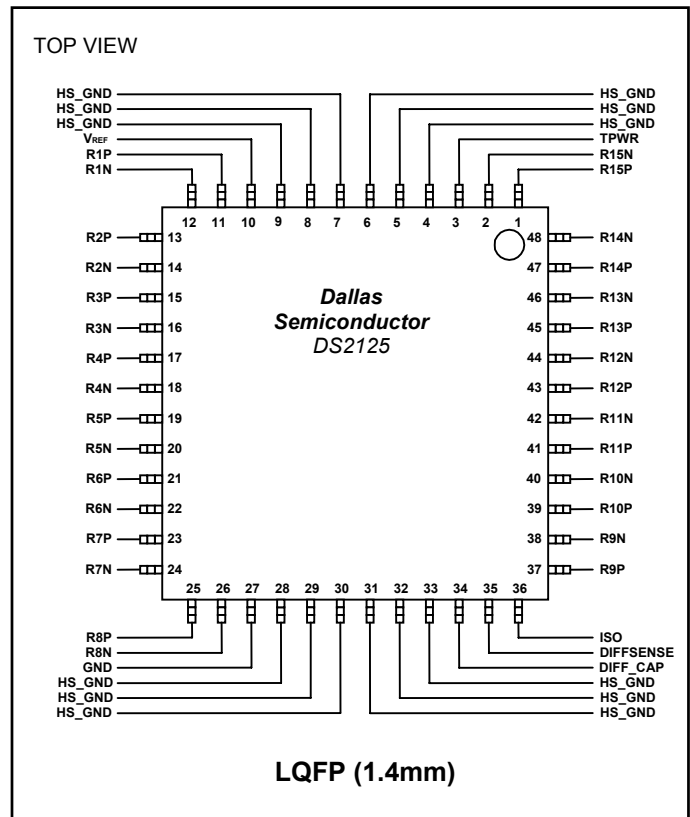 TOP VIEW
HS_GND HS_GND
HS_GND HS_GND
HS_GND HS_GND
VREF TPWR
R1P R15N
R1N R15P
12 11 10 9 8 7 6 5 4 3 2 1
R2P 13 48 R14N
R2N 14 47 R14P
R3P 15 46 R13N
R3N 16 45 R13P
R4P 17 44 R12N
R4N 18 43 R12P
R5P 19 42 R11N
R5N 20 41 R11P
R6P 21 40 R10N
R6N 22 39 R10P
R7P 23 38 R9N
R7N 24 37 R9P
Dallas
Semiconductor
DS2125
25 26 27 28 29 30 31 32 33 34 35 36
R8P ISO
R8N DIFFSENSE
GND DIFF_CAP
HS_GND HS_GND
HS_GND HS_GND
HS_GND HS_GND
LQFP (1.4mm)